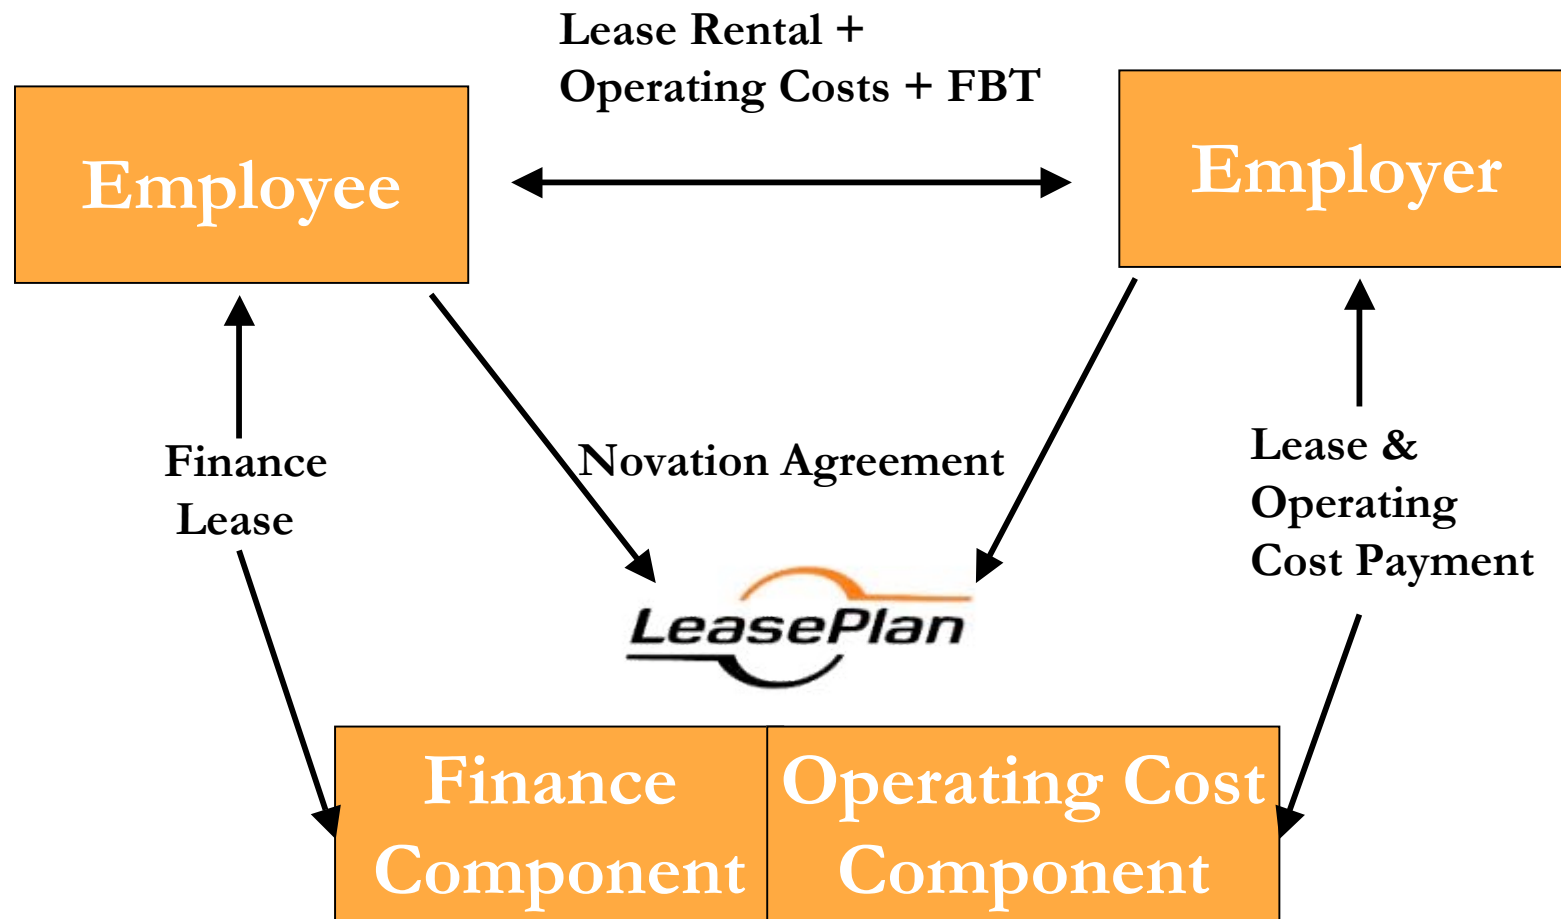 Lease Rental +
Operating Costs + FBT
Employee
Employer
Finance
Lease
Novation Agreement
Lease &
Operating
Cost Payment
LeasePlan
Finance
Component
Operating Cost
Component